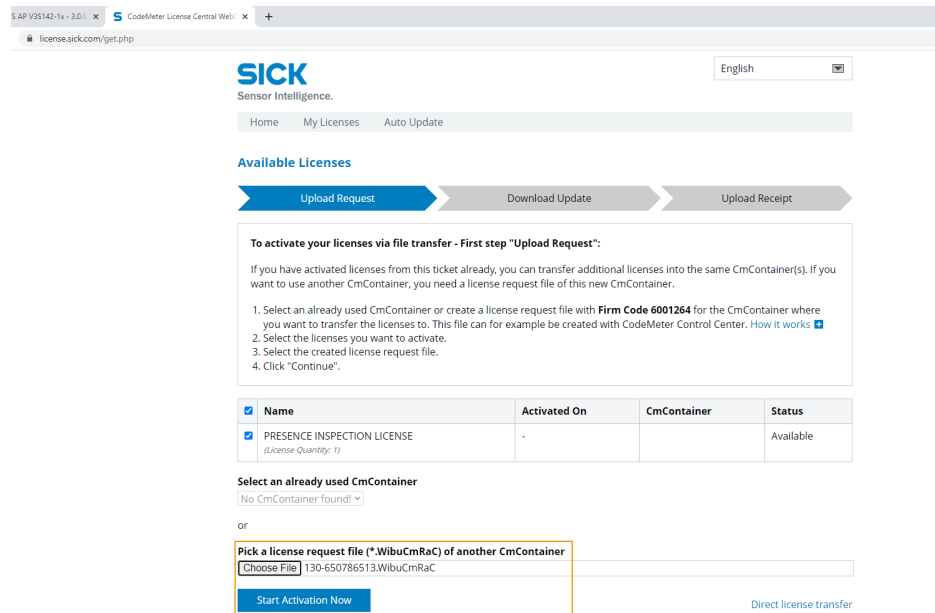 S AP V3S142-1x - 3.0.0 x S CodeMeter License Central Web x +
license.sick.com/get.php
SICK
Sensor Intelligence.
English
Home My Licenses Auto Update
Available Licenses
Upload Request Download Update Upload Receipt
To activate your licenses via file transfer - First step "Upload Request":
If you have activated licenses from this ticket already, you can transfer additional licenses into the same CmContainer(s). If you
want to use another CmContainer, you need a license request file of this new CmContainer.
1. Select an already used CmContainer or create a license request file with Firm Code 6001264 for the CmContainer where
you want to transfer the licenses to. This file can for example be created with CodeMeter Control Center. How it works +
2. Select the licenses you want to activate.
3. Select the created license request file.
4. Click "Continue".
Name Activated On CmContainer Status
PRESENCE INSPECTION LICENSE - Available
(License Quantity: 1)
Select an already used CmContainer
No CmContainer found!
or
Pick a license request file (*.WibuCmRaC) of another CmContainer
Choose File 130-650786513.WibuCmRaC
Start Activation Now
Direct license transfer